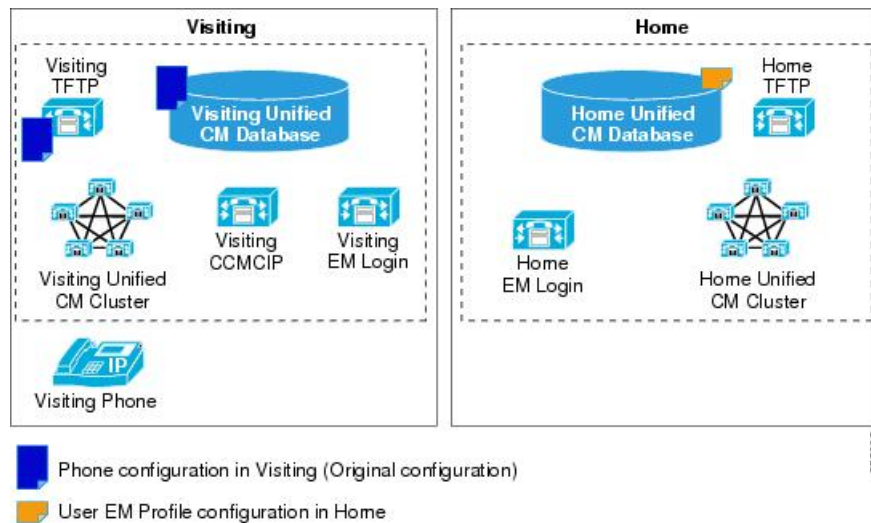 Visiting
Visiting
TFTP
Visiting Unified
CM Database
Visiting Unified
CM Cluster
Visiting
CCMCIP
Visiting
EM Login
IP
Visiting Phone
Home
Home Unified
CM Database
Home
TFTP
Home
EM Login
Home Unified
CM Cluster
Phone configuration in Visiting (Original configuration)
User EM Profile configuration in Home